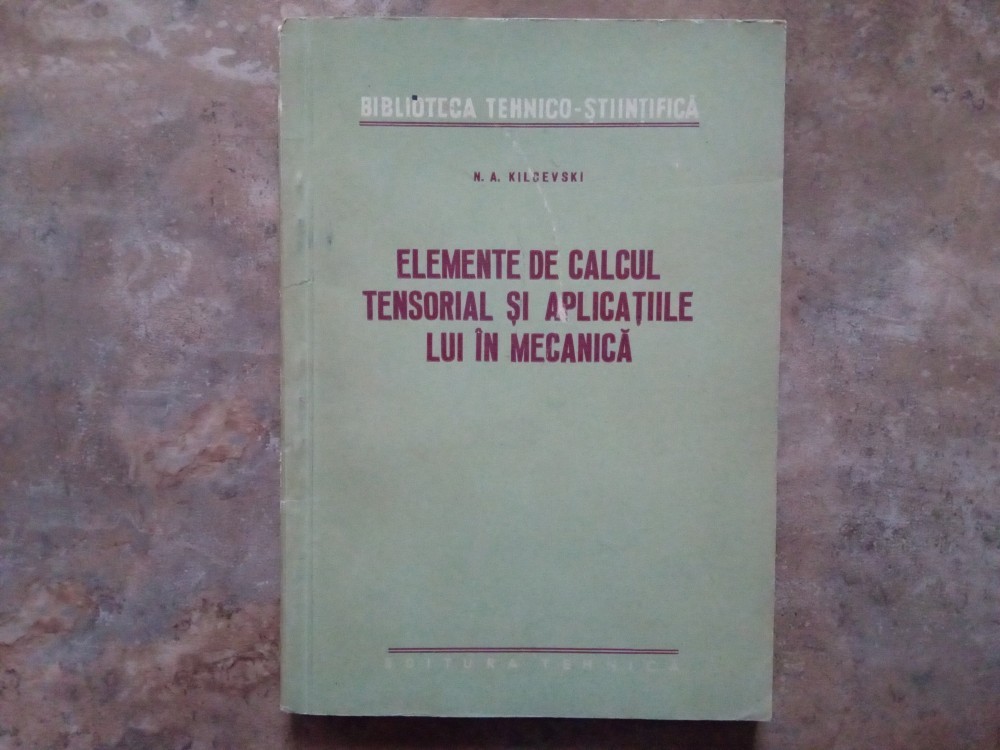 BIBLIOTECA TEHNICO-ȘTIINȚIFICĂ
N. A. KILCEVSKI
ELEMENTE DE CALCUL
TENSORIAL ȘI APLICAȚIILE
LUI ÎN MECANICĂ
EDITURA TEHNICĂ